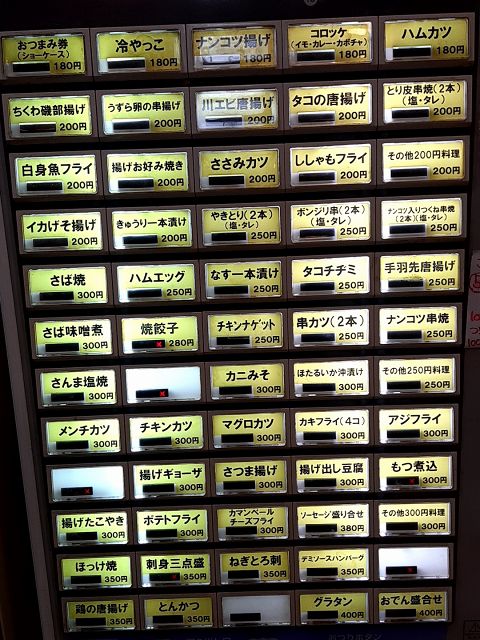 おつまみ券
(ショーケース)
180円
冷やっこ
180円
ナンコツ揚げ
180円
コロッケ
(イモ・カレー・カボチャ)
180円
ハムカツ
180円
ちくわ磯部揚げ
200円
うずら卵の串揚げ
200円
川エビ唐揚げ
200円
タコの唐揚げ
200円
とり皮串焼(2本)
(塩・タレ)
200円
白身魚フライ
200円
揚げお好み焼き
200円
ささみカツ
200円
ししゃもフライ
200円
その他200円料理
200円
イカげそ揚げ
200円
きゅうり一本漬け
200円
やきとり(2本)
(塩・タレ)
250円
ボンジリ串(2本)
(塩・タレ)
250円
ナンコツ入りつくね串焼
(2本)(塩・タレ)
250円
さば焼
300円
ハムエッグ
250円
なす一本漬け
250円
タコチヂミ
250円
手羽先唐揚げ
250円
さば味噌煮
300円
焼餃子
280円
チキンナゲット
250円
串カツ(2本)
250円
ナンコツ串焼
250円
さんま塩焼
300円
カニみそ
300円
ほたるいか沖漬け
300円
その他250円料理
250円
メンチカツ
300円
チキンカツ
300円
マグロカツ
300円
カキフライ(4コ)
300円
アジフライ
300円
揚げギョーザ
300円
さつま揚げ
300円
揚げ出し豆腐
300円
もつ煮込
300円
揚げたこやき
300円
ポテトフライ
300円
カマンベール
チーズフライ
300円
ソーセージ盛り合せ
380円
その他300円料理
300円
ほっけ焼
350円
刺身三点盛
350円
ねぎとろ刺
350円
デミソースハンバーグ
350円
鶏の唐揚げ
350円
とんかつ
350円
グラタン
400円
おでん盛合せ
400円